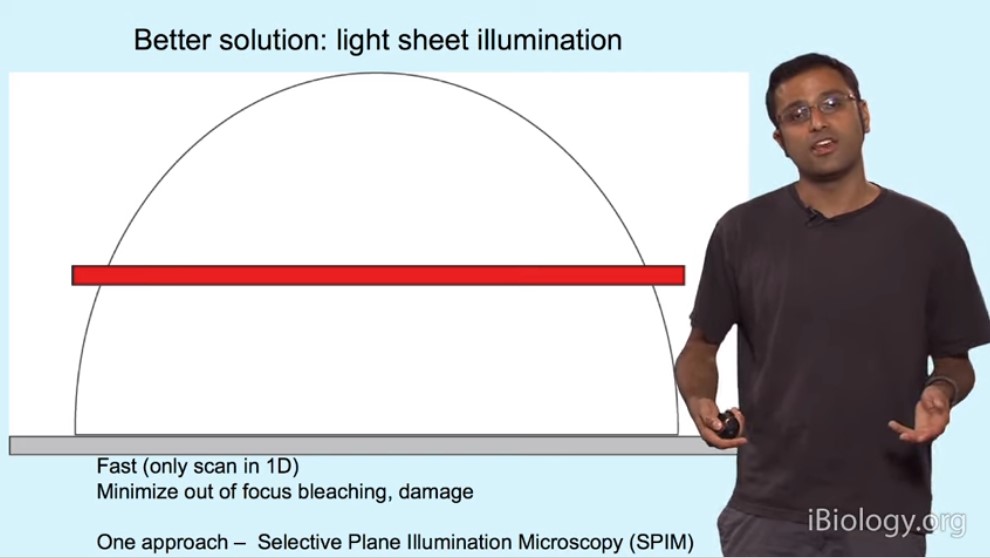 Better solution: light sheet illumination
Fast (only scan in 1D)
Minimize out of focus bleaching, damage
One approach – Selective Plane Illumination Microscopy (SPIM)
iBiology.org